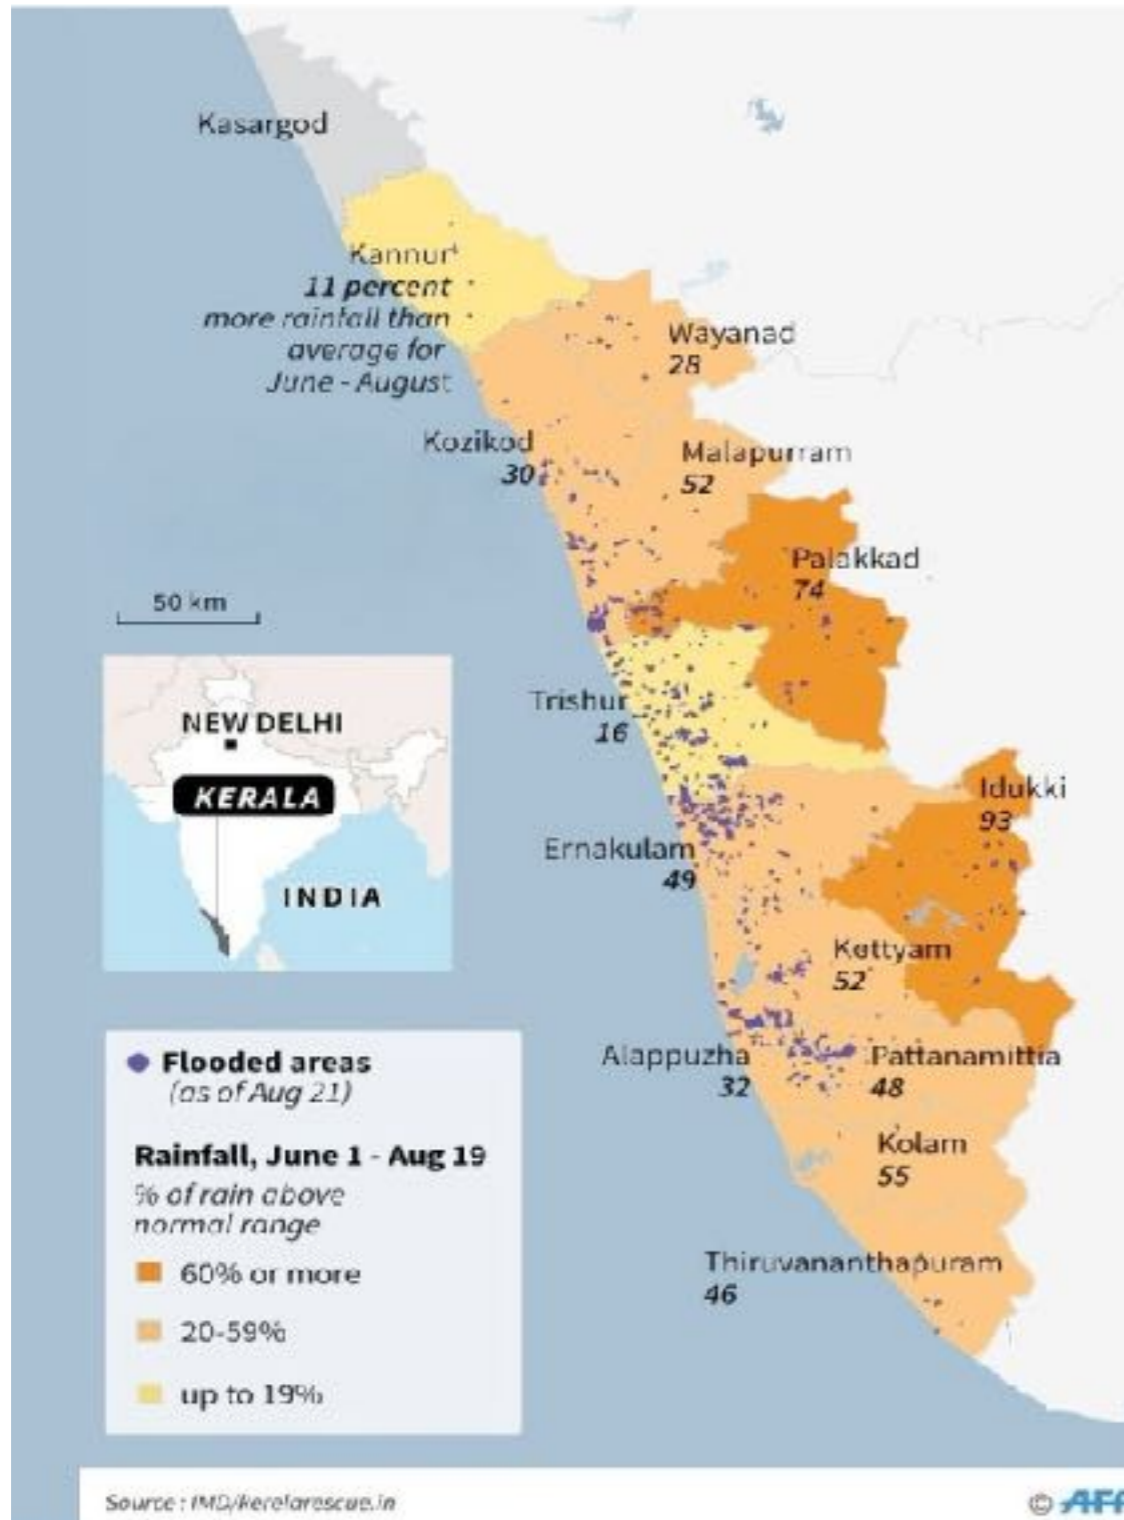 Kasargod
Kannur
11 percent
more rainfall than
average for
June - August
Wayanad
28
Kozikod
30
Malapurram
52
Palakkad
74
50 km
Trishur
16
NEW DELHI
KERALA
INDIA
Idukki
93
Ernakulam
49
Kottyam
52
Alappuzha
32
Pattanamittia
48
Kolam
55
Thiruvananthapuram
46
Flooded areas
(as of Aug 21)
Rainfall, June 1 - Aug 19
% of rain above
normal range
60% or more
20-59%
up to 19%
Source : IMD/kerelarescue.in
©